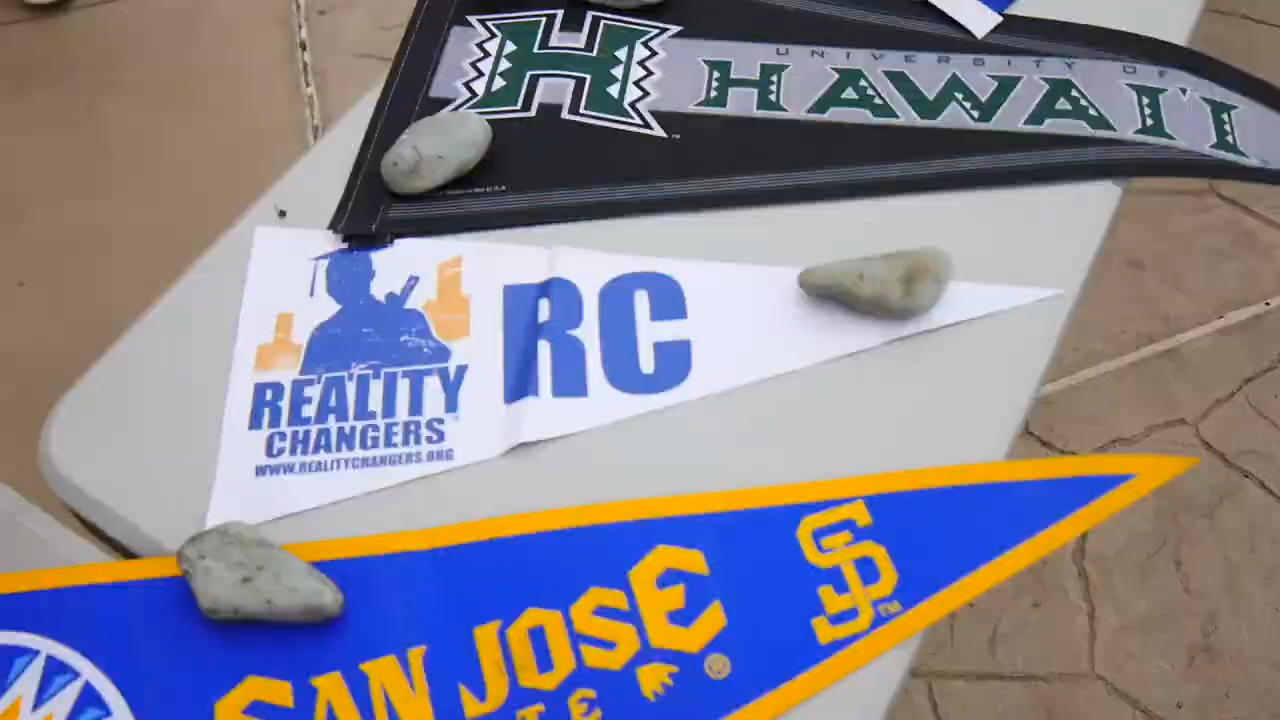 H
UNIVERSITY OF
HAWAI'I
REALITY
CHANGERS
WWW.REALITYCHANGERS.ORG
RC
SAN JOSE
SJ